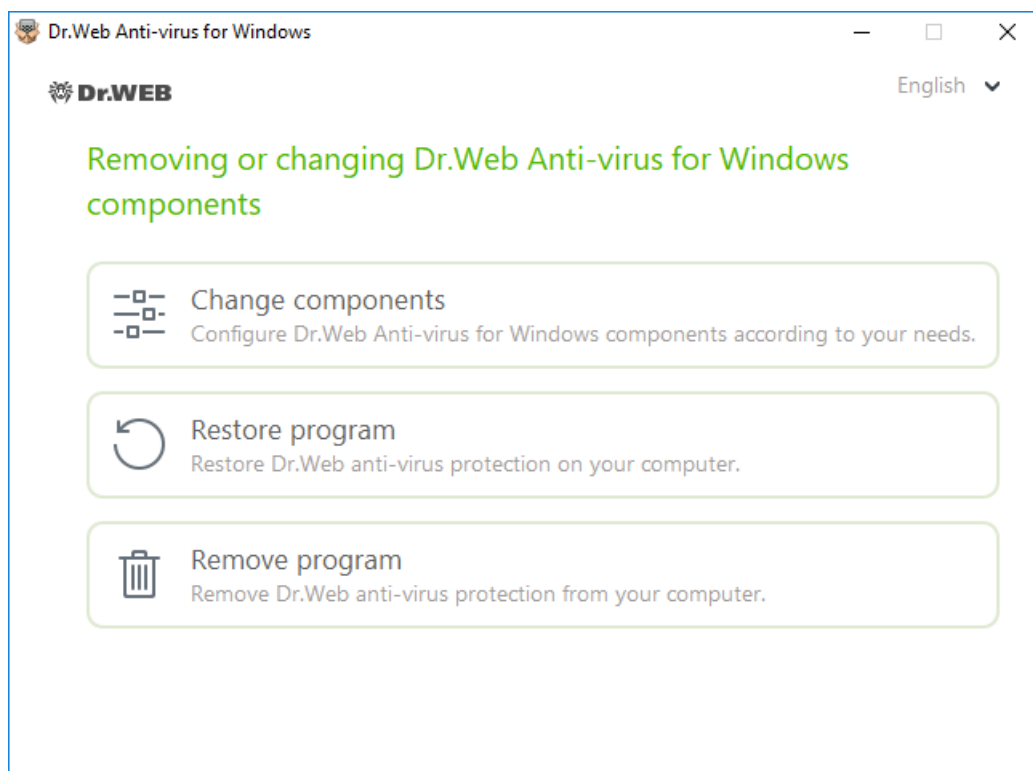 Dr.Web Anti-virus for Windows
Dr.WEB
English
Removing or changing Dr.Web Anti-virus for Windows
components
Change components
Configure Dr.Web Anti-virus for Windows components according to your needs.
Restore program
Restore Dr.Web anti-virus protection on your computer.
Remove program
Remove Dr.Web anti-virus protection from your computer.